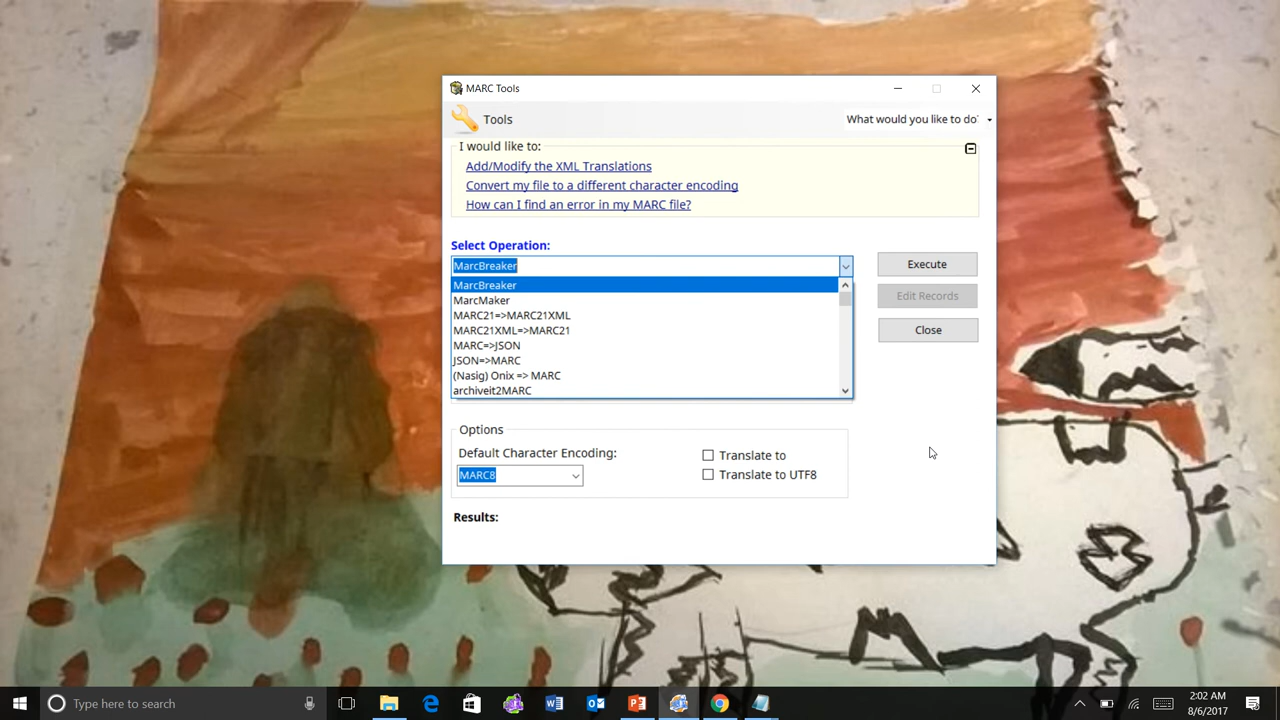 MARC Tools
Tools
What would you like to do
I would like to:
Add/Modify the XML Translations
Convert my file to a different character encoding
How can I find an error in my MARC file?
Select Operation:
MarcBreaker
Execute
MarcBreaker
MarcMaker
Edit Records
MARC21=>MARC21XML
MARC21XML=>MARC21
Close
MARC=>JSON
JSON=>MARC
(Nasig) Onix => MARC
archiveit2MARC
Options
Default Character Encoding:
Translate to
MARC8
Translate to UTF8
Results:
Type here to search
2:02 AM
8/6/2017